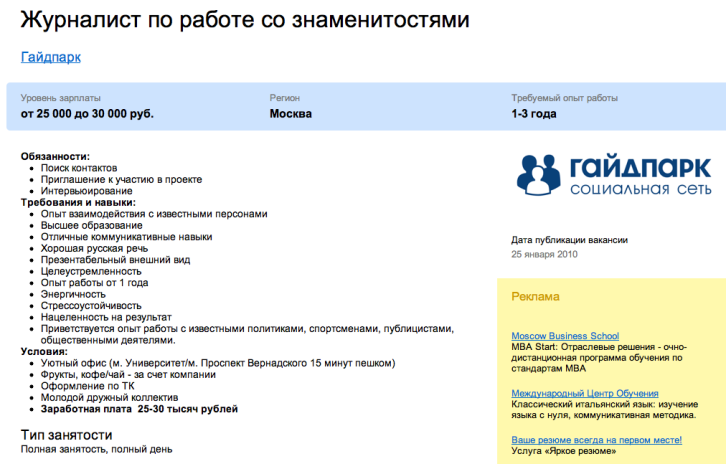 Журналист по работе со знаменитостями
Гайдпарк
Уровень зарплаты
от 25 000 до 30 000 руб.
Регион
Москва
Требуемый опыт работы
1-3 года
Обязанности:
Поиск контактов
Приглашение к участию в проекте
Интервьюирование
Требования и навыки:
Опыт взаимодействия с известными персонами
Высшее образование
Отличные коммуникативные навыки
Хорошая русская речь
Презентабельный внешний вид
Целеустремленность
Опыт работы от 1 года
Энергичность
Стрессоустойчивость
Нацеленность на результат
Приветствуется опыт работы с известными политиками, спортсменами, публицистами,
общественными деятелями.
Условия:
Уютный офис (м. Университет/м. Проспект Вернадского 15 минут пешком)
Фрукты, кофе/чай - за счет компании
Оформление по ТК
Молодой дружный коллектив
Заработная плата 25-30 тысяч рублей
Тип занятости
Полная занятость, полный день
гайдпарк
социальная сеть
Дата публикации вакансии
25 января 2010
Реклама
Moscow Business School
MBA Start: Отраслевые решения - очно-
дистанционная программа обучения по
стандартам MBA
Международный Центр Обучения
Классический итальянский язык: изучение
языка с нуля, коммуникативная методика.
Ваше резюме всегда на первом месте!
Услуга «Яркое резюме»